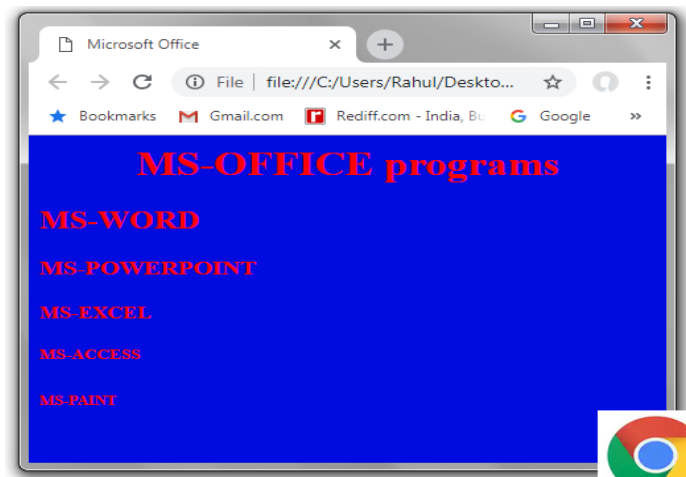 Microsoft Office
File | file:///C:/Users/Rahul/Deskto...
Bookmarks Gmail.com Rediff.com - India, Bu Google »
MS-OFFICE programs
MS-WORD
MS-POWERPOINT
MS-EXCEL
MS-ACCESS
MS-PAINT